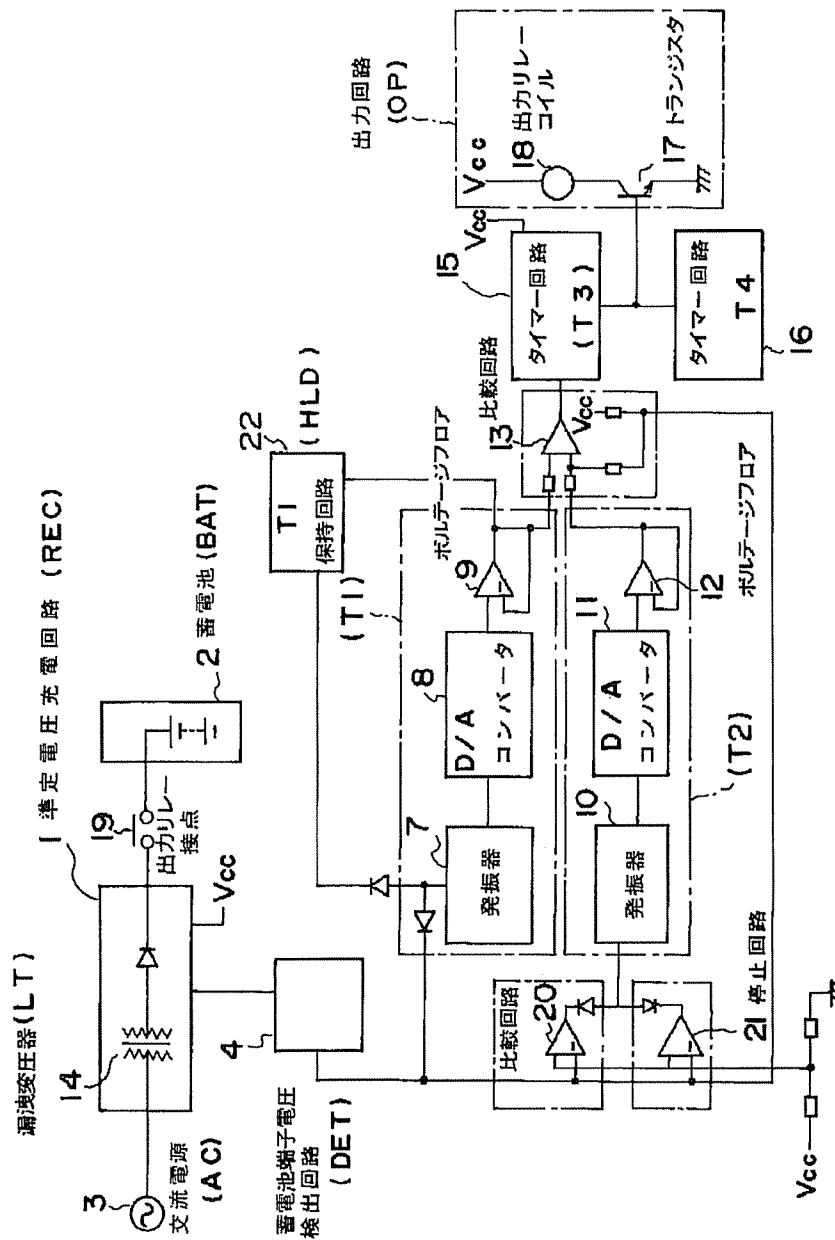 漏洩変圧器(LT)
1 準定電圧充電回路 (REC)
14
3
交流電源
(AC)
19
出力リレー
接点
Vcc
2 蓄電池(BAT)
4
蓄電池端子電圧
検出回路
(DET)
22
(HLD)
T1
保持回路
(T1)
7
発振器
8
D/A
コンバータ
9
ボルテージフロア
10
発振器
11
D/A
コンバータ
12
ボルテージフロア
(T2)
比較回路
20
21 停止回路
Vcc
比較回路
13
Vcc
15
Vcc
タイマー回路
(T3)
タイマー回路
T4
16
出力回路
(OP)
Vcc
18 出力リレー
コイル
17 トランジスタ